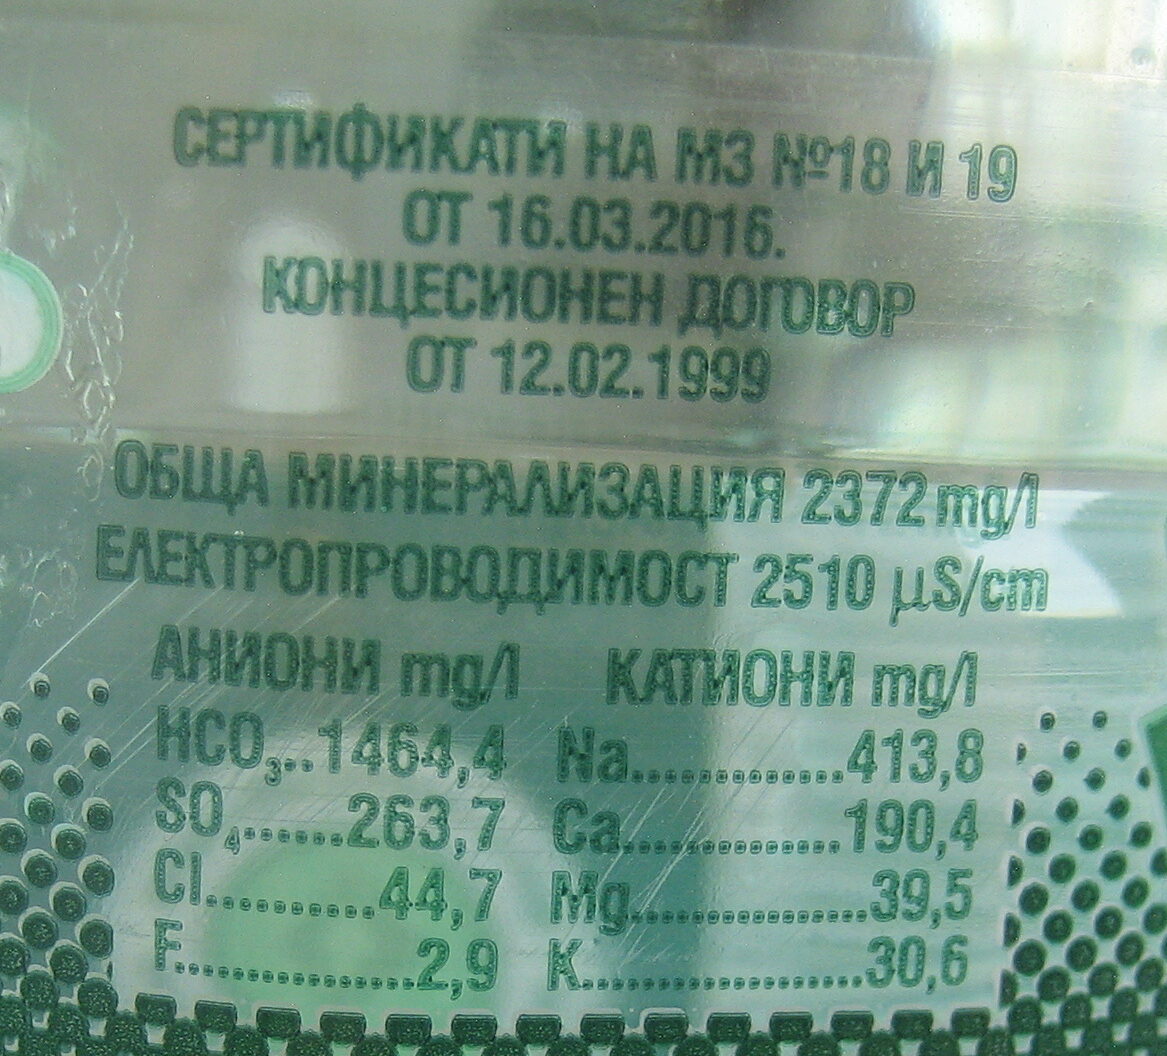 СЕРТИФИКАТИ НА МЗ №18 И 19
ОТ 16.03.2016.
КОНЦЕСИОНЕН ДОГОВОР
ОТ 12.02.1999
ОБЩА МИНЕРАЛИЗАЦИЯ 2372 mg/l
ЕЛЕКТРОПРОВОДИМОСТ 2510 µS/cm
АНИОНИ mg/l КАТИОНИ mg/l
HCO₃..1464,4 Na.............413,8
SO₄.......263,7 Ca..............190,4
Cl...........44,7 Mg...............39,5
F...............2,9 K..................30,6